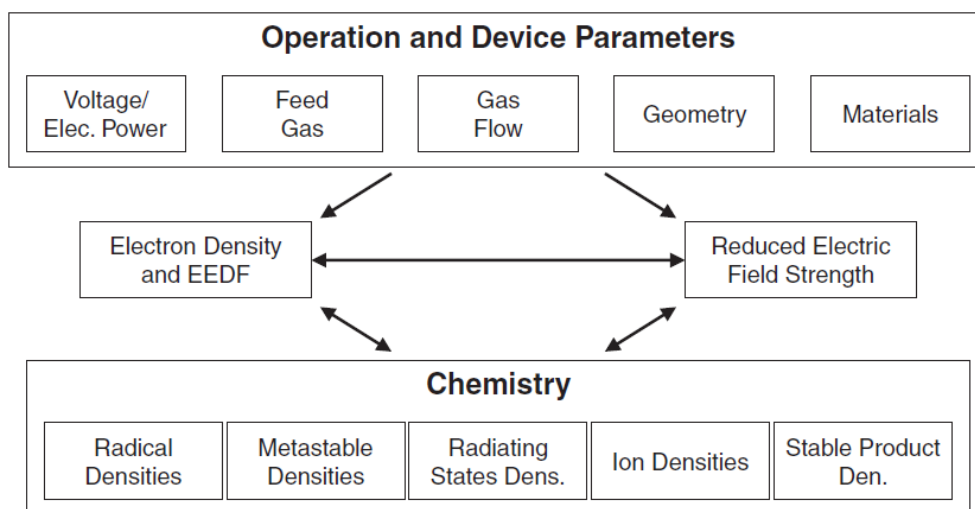 Operation and Device Parameters
Voltage/
Elec. Power
Feed
Gas
Gas
Flow
Geometry
Materials
Electron Density
and EEDF
Reduced Electric
Field Strength
Chemistry
Radical
Densities
Metastable
Densities
Radiating
States Dens.
Ion Densities
Stable Product
Den.